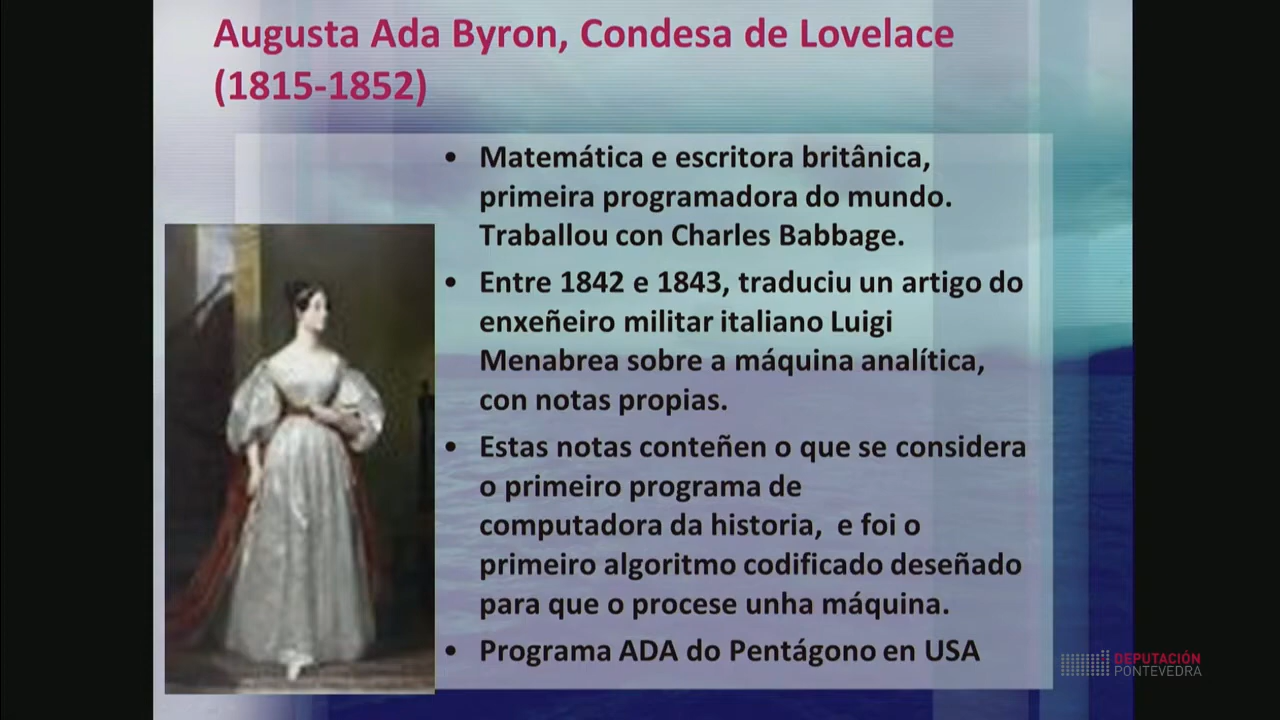 Augusta Ada Byron, Condesa de Lovelace
(1815-1852)
• Matemática e escritora britânica,
primeira programadora do mundo.
Traballou con Charles Babbage.
• Entre 1842 e 1843, traduciu un artigo do
enxeñeiro militar italiano Luigi
Menabrea sobre a máquina analítica,
con notas propias.
• Estas notas conteñen o que se considera
o primeiro programa de
computadora da historia,  e foi o
primeiro algoritmo codificado deseñado
para que o procese unha máquina.
• Programa ADA do Pentágono en USA
DEPUTACIÓN
PONTEVEDRA